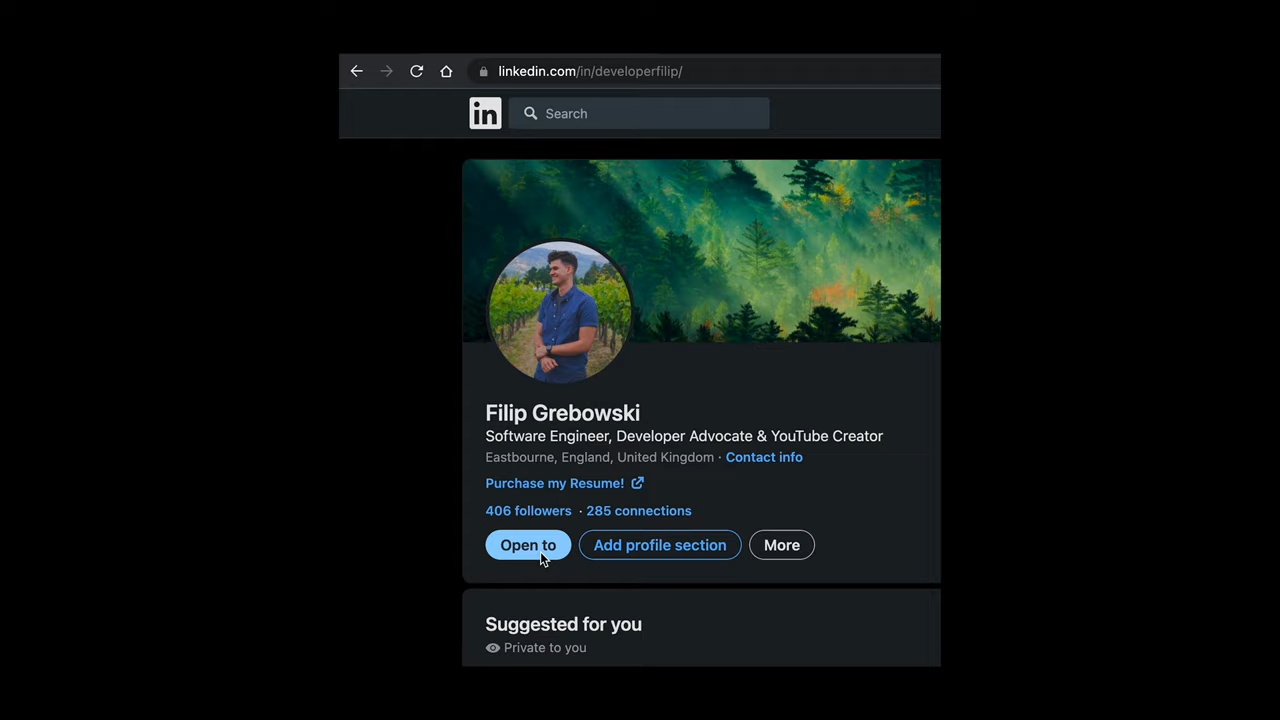 linkedin.com/in/developerfilip/
in Search
Filip Grebowski
Software Engineer, Developer Advocate & YouTube Creator
Eastbourne, England, United Kingdom · Contact info
Purchase my Resume!
406 followers · 285 connections
Open to Add profile section More
Suggested for you
Private to you